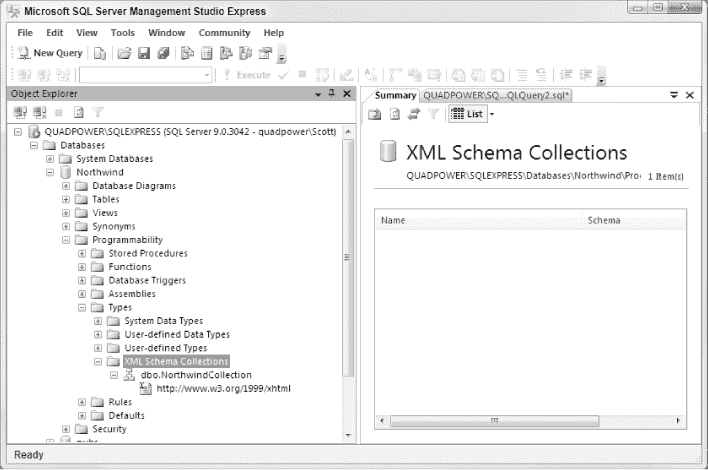 Microsoft SQL Server Management Studio Express
File Edit View Tools Window Community Help
New Query
Execute
Object Explorer
QUADPOWER\SQLEXPRESS (SQL Server 9.0.3042 - quadpower\Scott)
Databases
System Databases
Northwind
Database Diagrams
Tables
Views
Synonyms
Programmability
Stored Procedures
Functions
Database Triggers
Assemblies
Types
System Data Types
User-defined Data Types
User-defined Types
XML Schema Collections
dbo.NorthwindCollection
http://www.w3.org/1999/xhtml
Rules
Defaults
Security
Summary QUADPOWER\SQ...QLQuery2.sql*
List
XML Schema Collections
QUADPOWER\SQLEXPRESS\Databases\Northwind\Pro 1 Item(s)
Name Schema
Ready